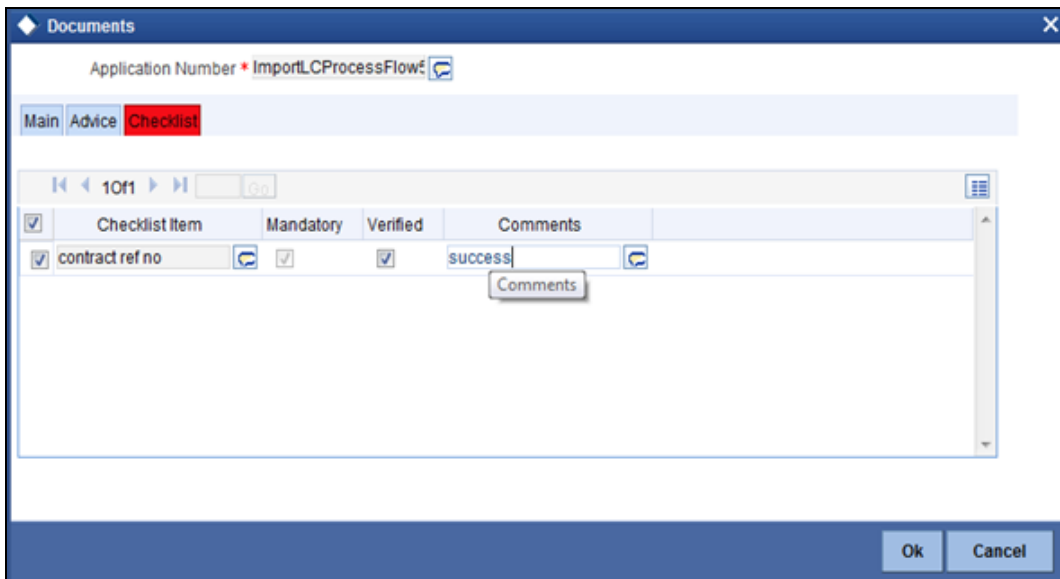 Documents
Application Number * ImportLCProcessFlow
Main Advice Checklist
1Of1 Go
Checklist Item Mandatory Verified Comments
contract ref no success
Comments
Ok Cancel